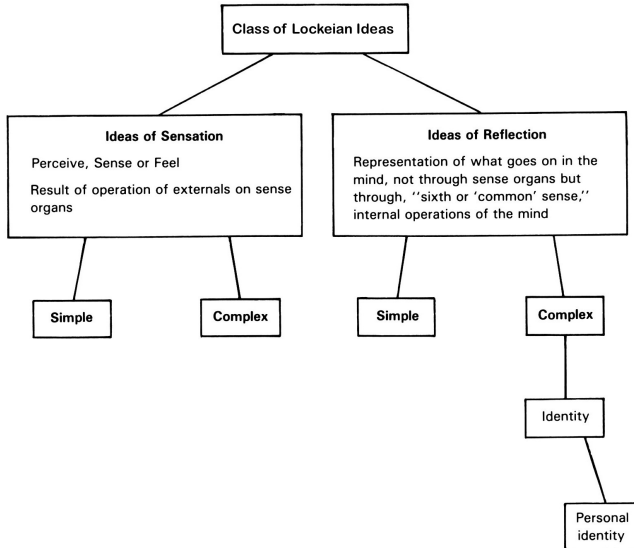 Class of Lockeian Ideas
Ideas of Sensation
Perceive, Sense or Feel
Result of operation of externals on sense
organs
Ideas of Reflection
Representation of what goes on in the
mind, not through sense organs but
through, ''sixth or 'common' sense,''
internal operations of the mind
Simple
Complex
Simple
Complex
Identity
Personal
identity